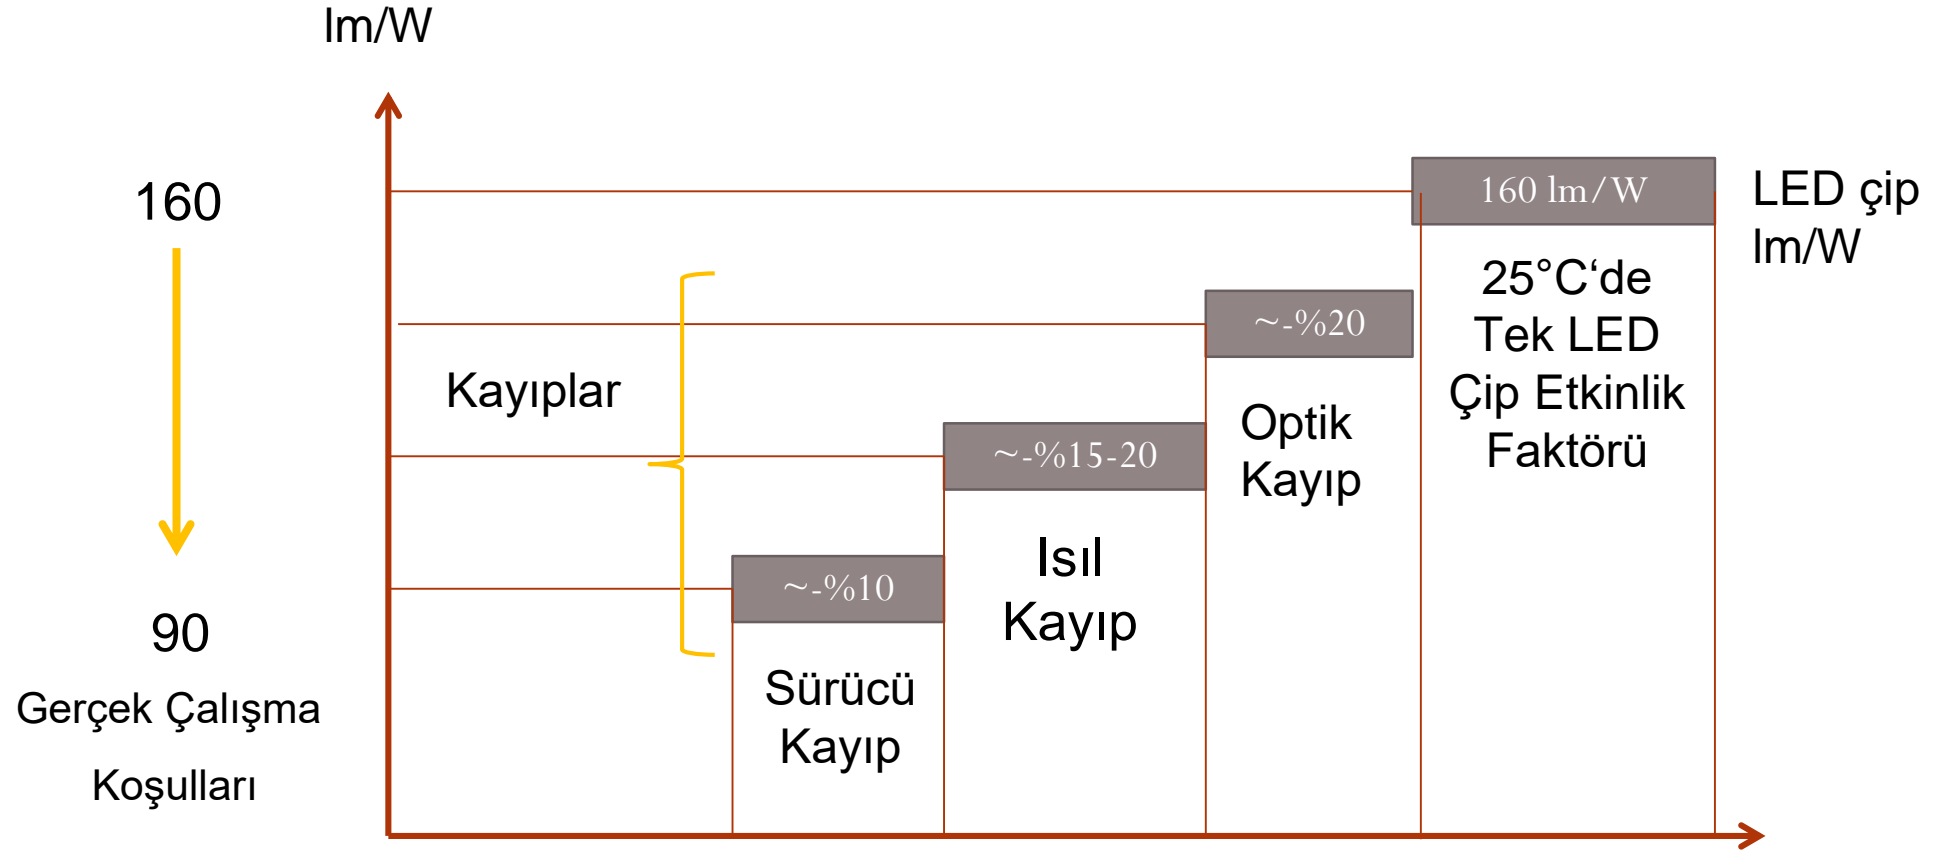 lm/W
160
160 lm/W
LED çip
lm/W
25°C‘de
Tek LED
Çip Etkinlik
Faktörü
~-%20
Optik
Kayıp
Kayıplar
~-%15-20
Isıl
Kayıp
~-%10
Sürücü
Kayıp
90
Gerçek Çalışma
Koşulları